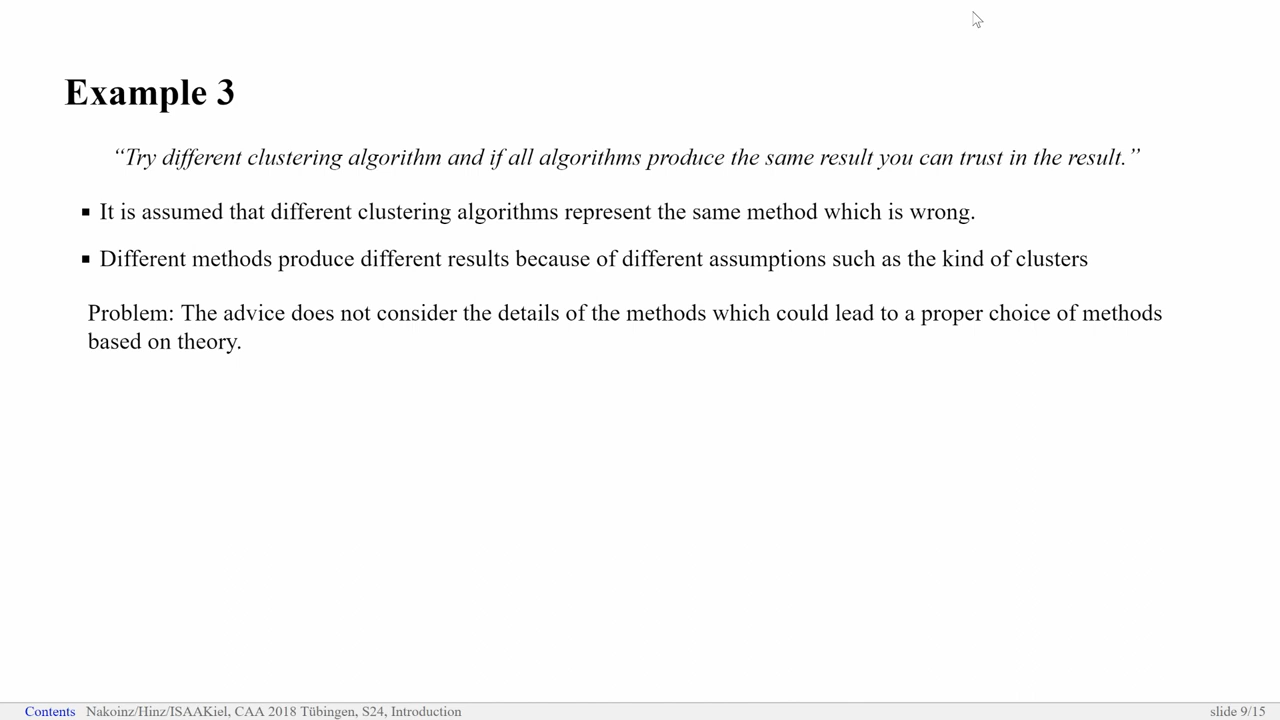 Example 3
“Try different clustering algorithm and if all algorithms produce the same result you can trust in the result.”
▪ It is assumed that different clustering algorithms represent the same method which is wrong.
▪ Different methods produce different results because of different assumptions such as the kind of clusters
Problem: The advice does not consider the details of the methods which could lead to a proper choice of methods
based on theory.
Contents Nakoinz/Hinz/ISAAKiel, CAA 2018 Tübingen, S24, Introduction slide 9/15